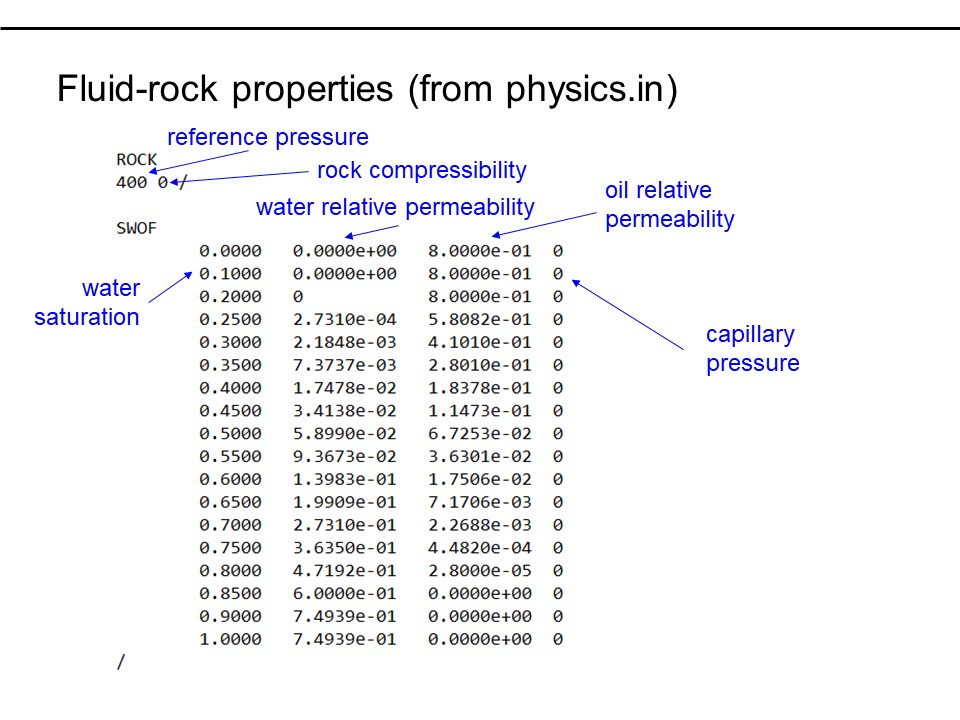 Fluid-rock properties (from physics.in)
reference pressure
ROCK
rock compressibility
400 0 /
oil relative
permeability
water relative permeability
SWOF
0.0000 0.0000e+00 8.0000e-01 0
0.1000 0.0000e+00 8.0000e-01 0
water
saturation
0.2000 0 8.0000e-01 0
0.2500 2.7310e-04 5.8082e-01 0
capillary
pressure
0.3000 2.1848e-03 4.1010e-01 0
0.3500 7.3737e-03 2.8010e-01 0
0.4000 1.7478e-02 1.8378e-01 0
0.4500 3.4138e-02 1.1473e-01 0
0.5000 5.8990e-02 6.7253e-02 0
0.5500 9.3673e-02 3.6301e-02 0
0.6000 1.3983e-01 1.7506e-02 0
0.6500 1.9909e-01 7.1706e-03 0
0.7000 2.7310e-01 2.2688e-03 0
0.7500 3.6350e-01 4.4820e-04 0
0.8000 4.7192e-01 2.8000e-05 0
0.8500 6.0000e-01 0.0000e+00 0
0.9000 7.4939e-01 0.0000e+00 0
1.0000 7.4939e-01 0.0000e+00 0
/